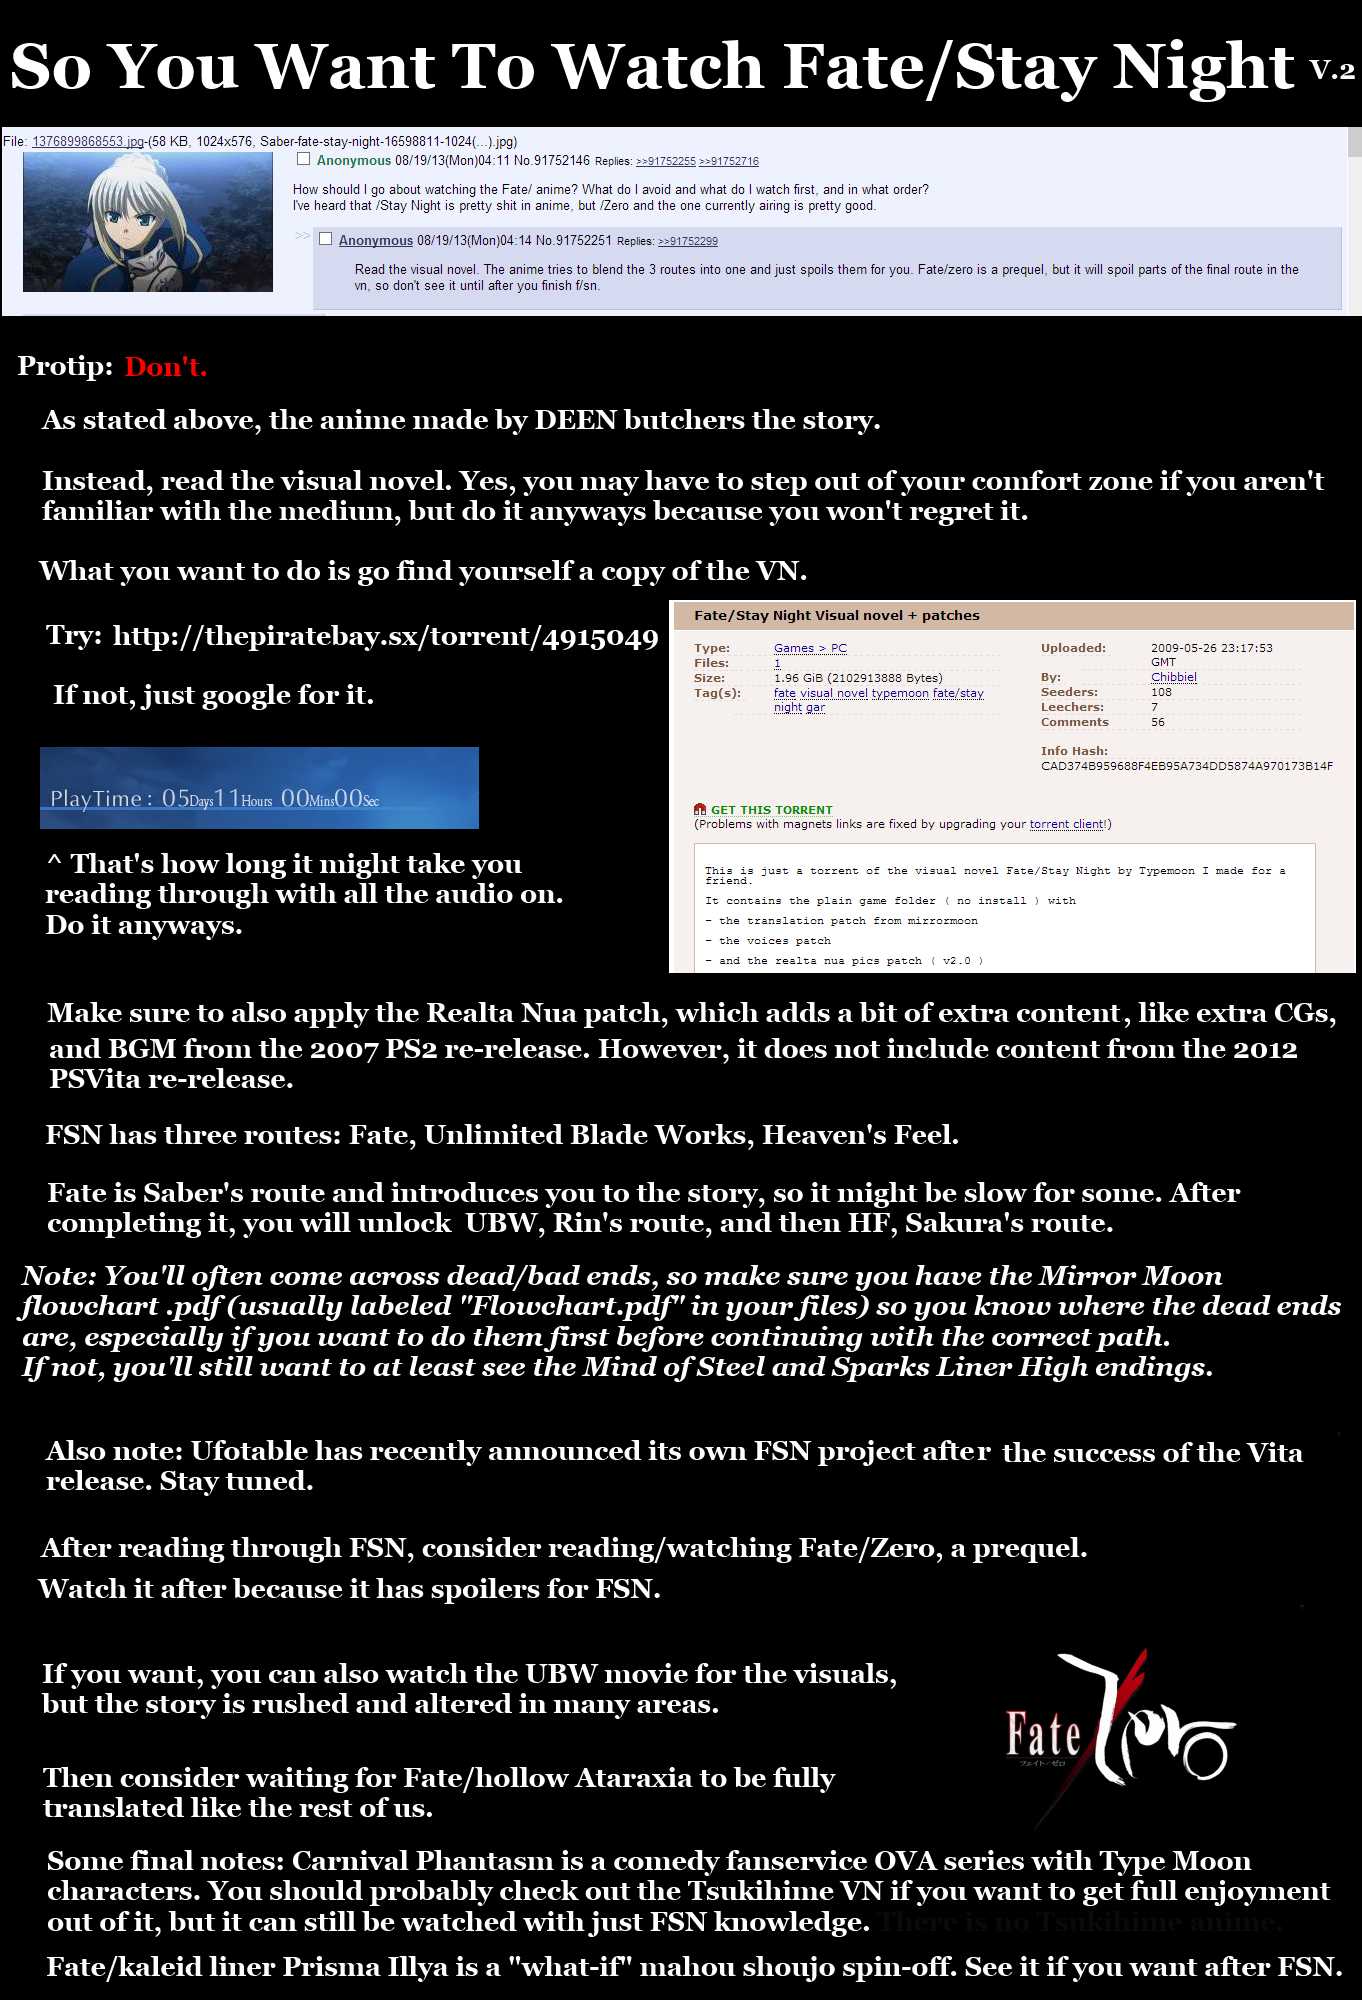 So You Want To Watch Fate/Stay Night V.2
File: 1376899868553.jpg-(58 KB, 1024x576, Saber-fate-stay-night-16598811-1024(...).jpg)
Anonymous 08/19/13(Mon)04:11 No.91752146 Replies: >>91752255 >>91752716
How should I go about watching the Fate/ anime? What do I avoid and what do I watch first, and in what order?
I've heard that /Stay Night is pretty shit in anime, but /Zero and the one currently airing is pretty good.
>> Anonymous 08/19/13(Mon)04:14 No.91752251 Replies: >>91752299
Read the visual novel. The anime tries to blend the 3 routes into one and just spoils them for you. Fate/zero is a prequel, but it will spoil parts of the final route in the
vn, so don't see it until after you finish f/sn.
Protip: Don't.
As stated above, the anime made by DEEN butchers the story.
Instead, read the visual novel. Yes, you may have to step out of your comfort zone if you aren't
familiar with the medium, but do it anyways because you won't regret it.
What you want to do is go find yourself a copy of the VN.
Try: http://thepiratebay.sx/torrent/4915049
If not, just google for it.
PlayTime : 05Days11Hours 00Mins00Sec
^ That's how long it might take you
reading through with all the audio on.
Do it anyways.
Fate/Stay Night Visual novel + patches
Type: Games > PC
Files: 1
Size: 1.96 GiB (2102913888 Bytes)
Tag(s): fate visual novel typemoon fate/stay
night gar
Uploaded: 2009-05-26 23:17:53
GMT
By: Chibbiel
Seeders: 108
Leechers: 7
Comments 56
Info Hash:
CAD374B959688F4EB95A734DD5874A970173B14F
GET THIS TORRENT
(Problems with magnets links are fixed by upgrading your torrent client!)
This is just a torrent of the visual novel Fate/Stay Night by Typemoon I made for a
friend.
It contains the plain game folder ( no install ) with
- the translation patch from mirrormoon
- the voices patch
- and the realta nua pics patch ( v2.0 )
Make sure to also apply the Realta Nua patch, which adds a bit of extra content, like extra CGs,
and BGM from the 2007 PS2 re-release. However, it does not include content from the 2012
PSVita re-release.
FSN has three routes: Fate, Unlimited Blade Works, Heaven's Feel.
Fate is Saber's route and introduces you to the story, so it might be slow for some. After
completing it, you will unlock UBW, Rin's route, and then HF, Sakura's route.
Note: You'll often come across dead/bad ends, so make sure you have the Mirror Moon
flowchart .pdf (usually labeled "Flowchart.pdf" in your files) so you know where the dead ends
are, especially if you want to do them first before continuing with the correct path.
If not, you'll still want to at least see the Mind of Steel and Sparks Liner High endings.
Also note: Ufotable has recently announced its own FSN project after the success of the Vita
release. Stay tuned.
After reading through FSN, consider reading/watching Fate/Zero, a prequel.
Watch it after because it has spoilers for FSN.
If you want, you can also watch the UBW movie for the visuals,
but the story is rushed and altered in many areas.
Fate Zero
フェイト/ゼロ
Then consider waiting for Fate/hollow Ataraxia to be fully
translated like the rest of us.
Some final notes: Carnival Phantasm is a comedy fanservice OVA series with Type Moon
characters. You should probably check out the Tsukihime VN if you want to get full enjoyment
out of it, but it can still be watched with just FSN knowledge. There is no Tsukihime anime.
Fate/kaleid liner Prisma Illya is a "what-if" mahou shoujo spin-off. See it if you want after FSN.